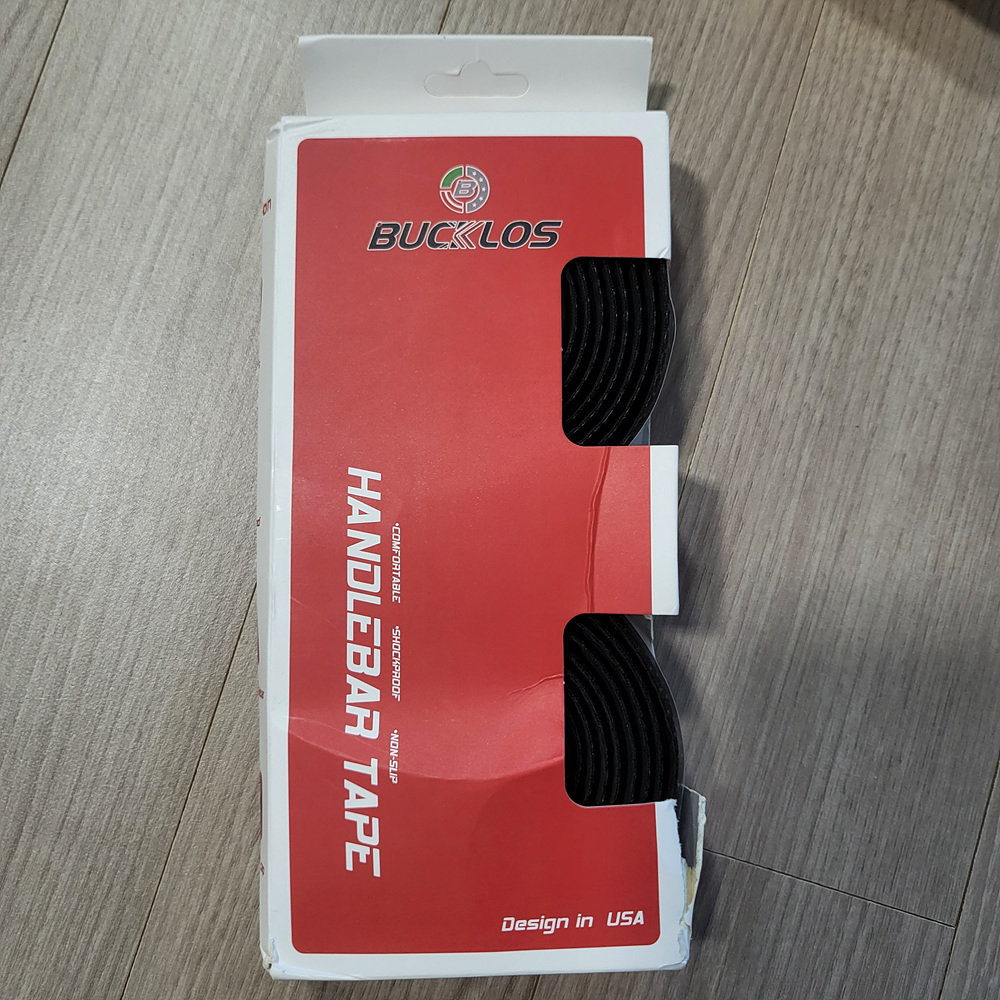 B
BUCKLOS
•COMFORTABLE •SHOCKPROOF •NON-SLIP
HANDLEBAR TAPE
Design in USA